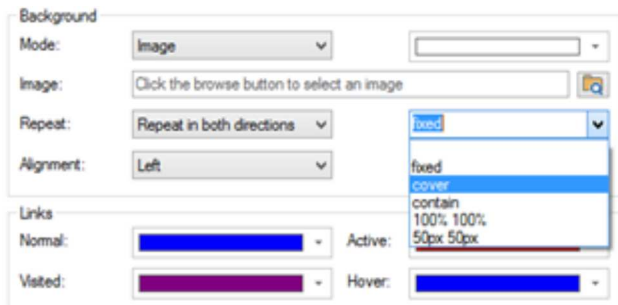 Background
Mode: Image
Image: Click the browse button to select an image
Repeat: Repeat in both directions fixed
fixed
Alignment: Left
cover
contain
100% 100%
50px 50px
Links
Normal: Active:
Visited: Hover: